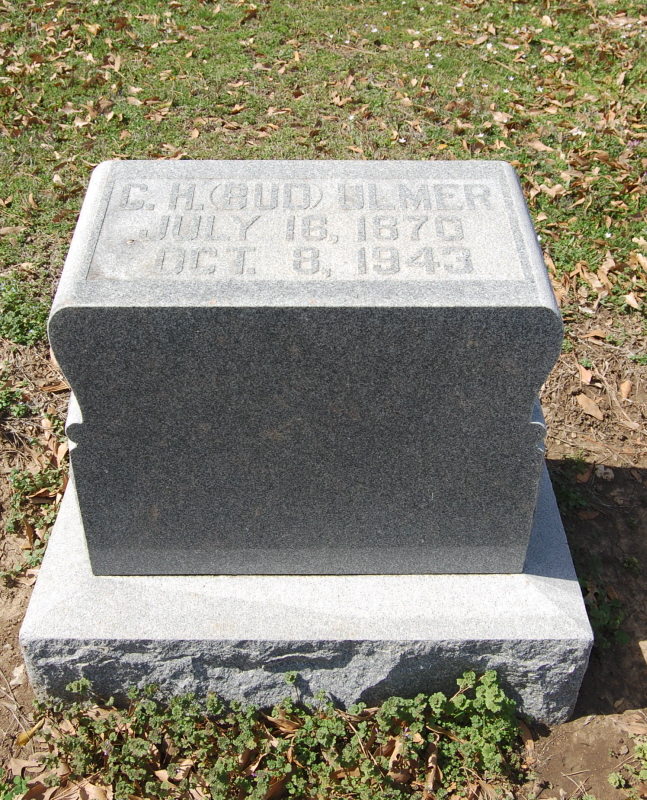 C. H. (BUD) ULMER
JULY 16, 1870
OCT. 8, 1943